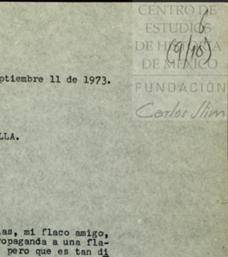 CENTRO DE
ESTUDIOS
DE HISTORIA
DE MÉXICO
FUNDACIÓN
Carlos Slim
6
(9/10)
eptiembre 11 de 1973.
LLA.
as, mi flaco amigo,
ropaganda a una fla-
pero que es tan di